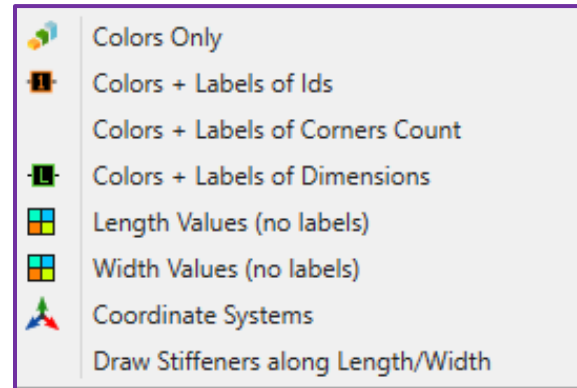 Colors Only
1
Colors + Labels of Ids
Colors + Labels of Corners Count
L
Colors + Labels of Dimensions
Length Values (no labels)
Width Values (no labels)
Coordinate Systems
Draw Stiffeners along Length/Width